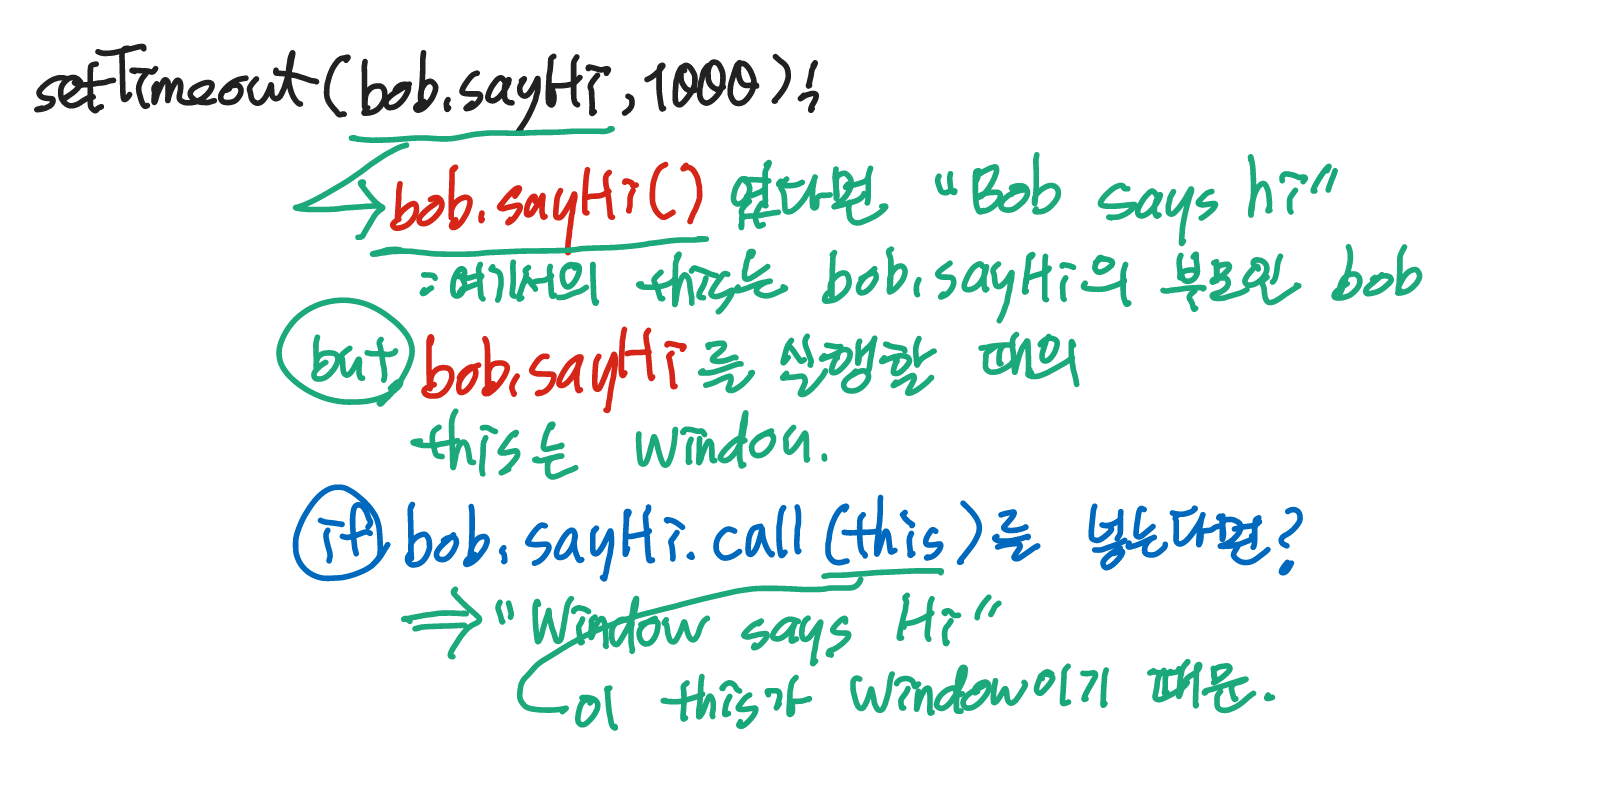 setTimeout(bob.sayHi, 1000);
bob.sayHi() 였다면 "Bob says hi"
: 여기서의 this는 bob.sayHi의 부모인 bob
but bob.sayHi를 실행할 때의
this는 window.
if bob.sayHi.call(this)를 넣는다면?
⇒ "Window says Hi"
이 this가 window이기 때문.